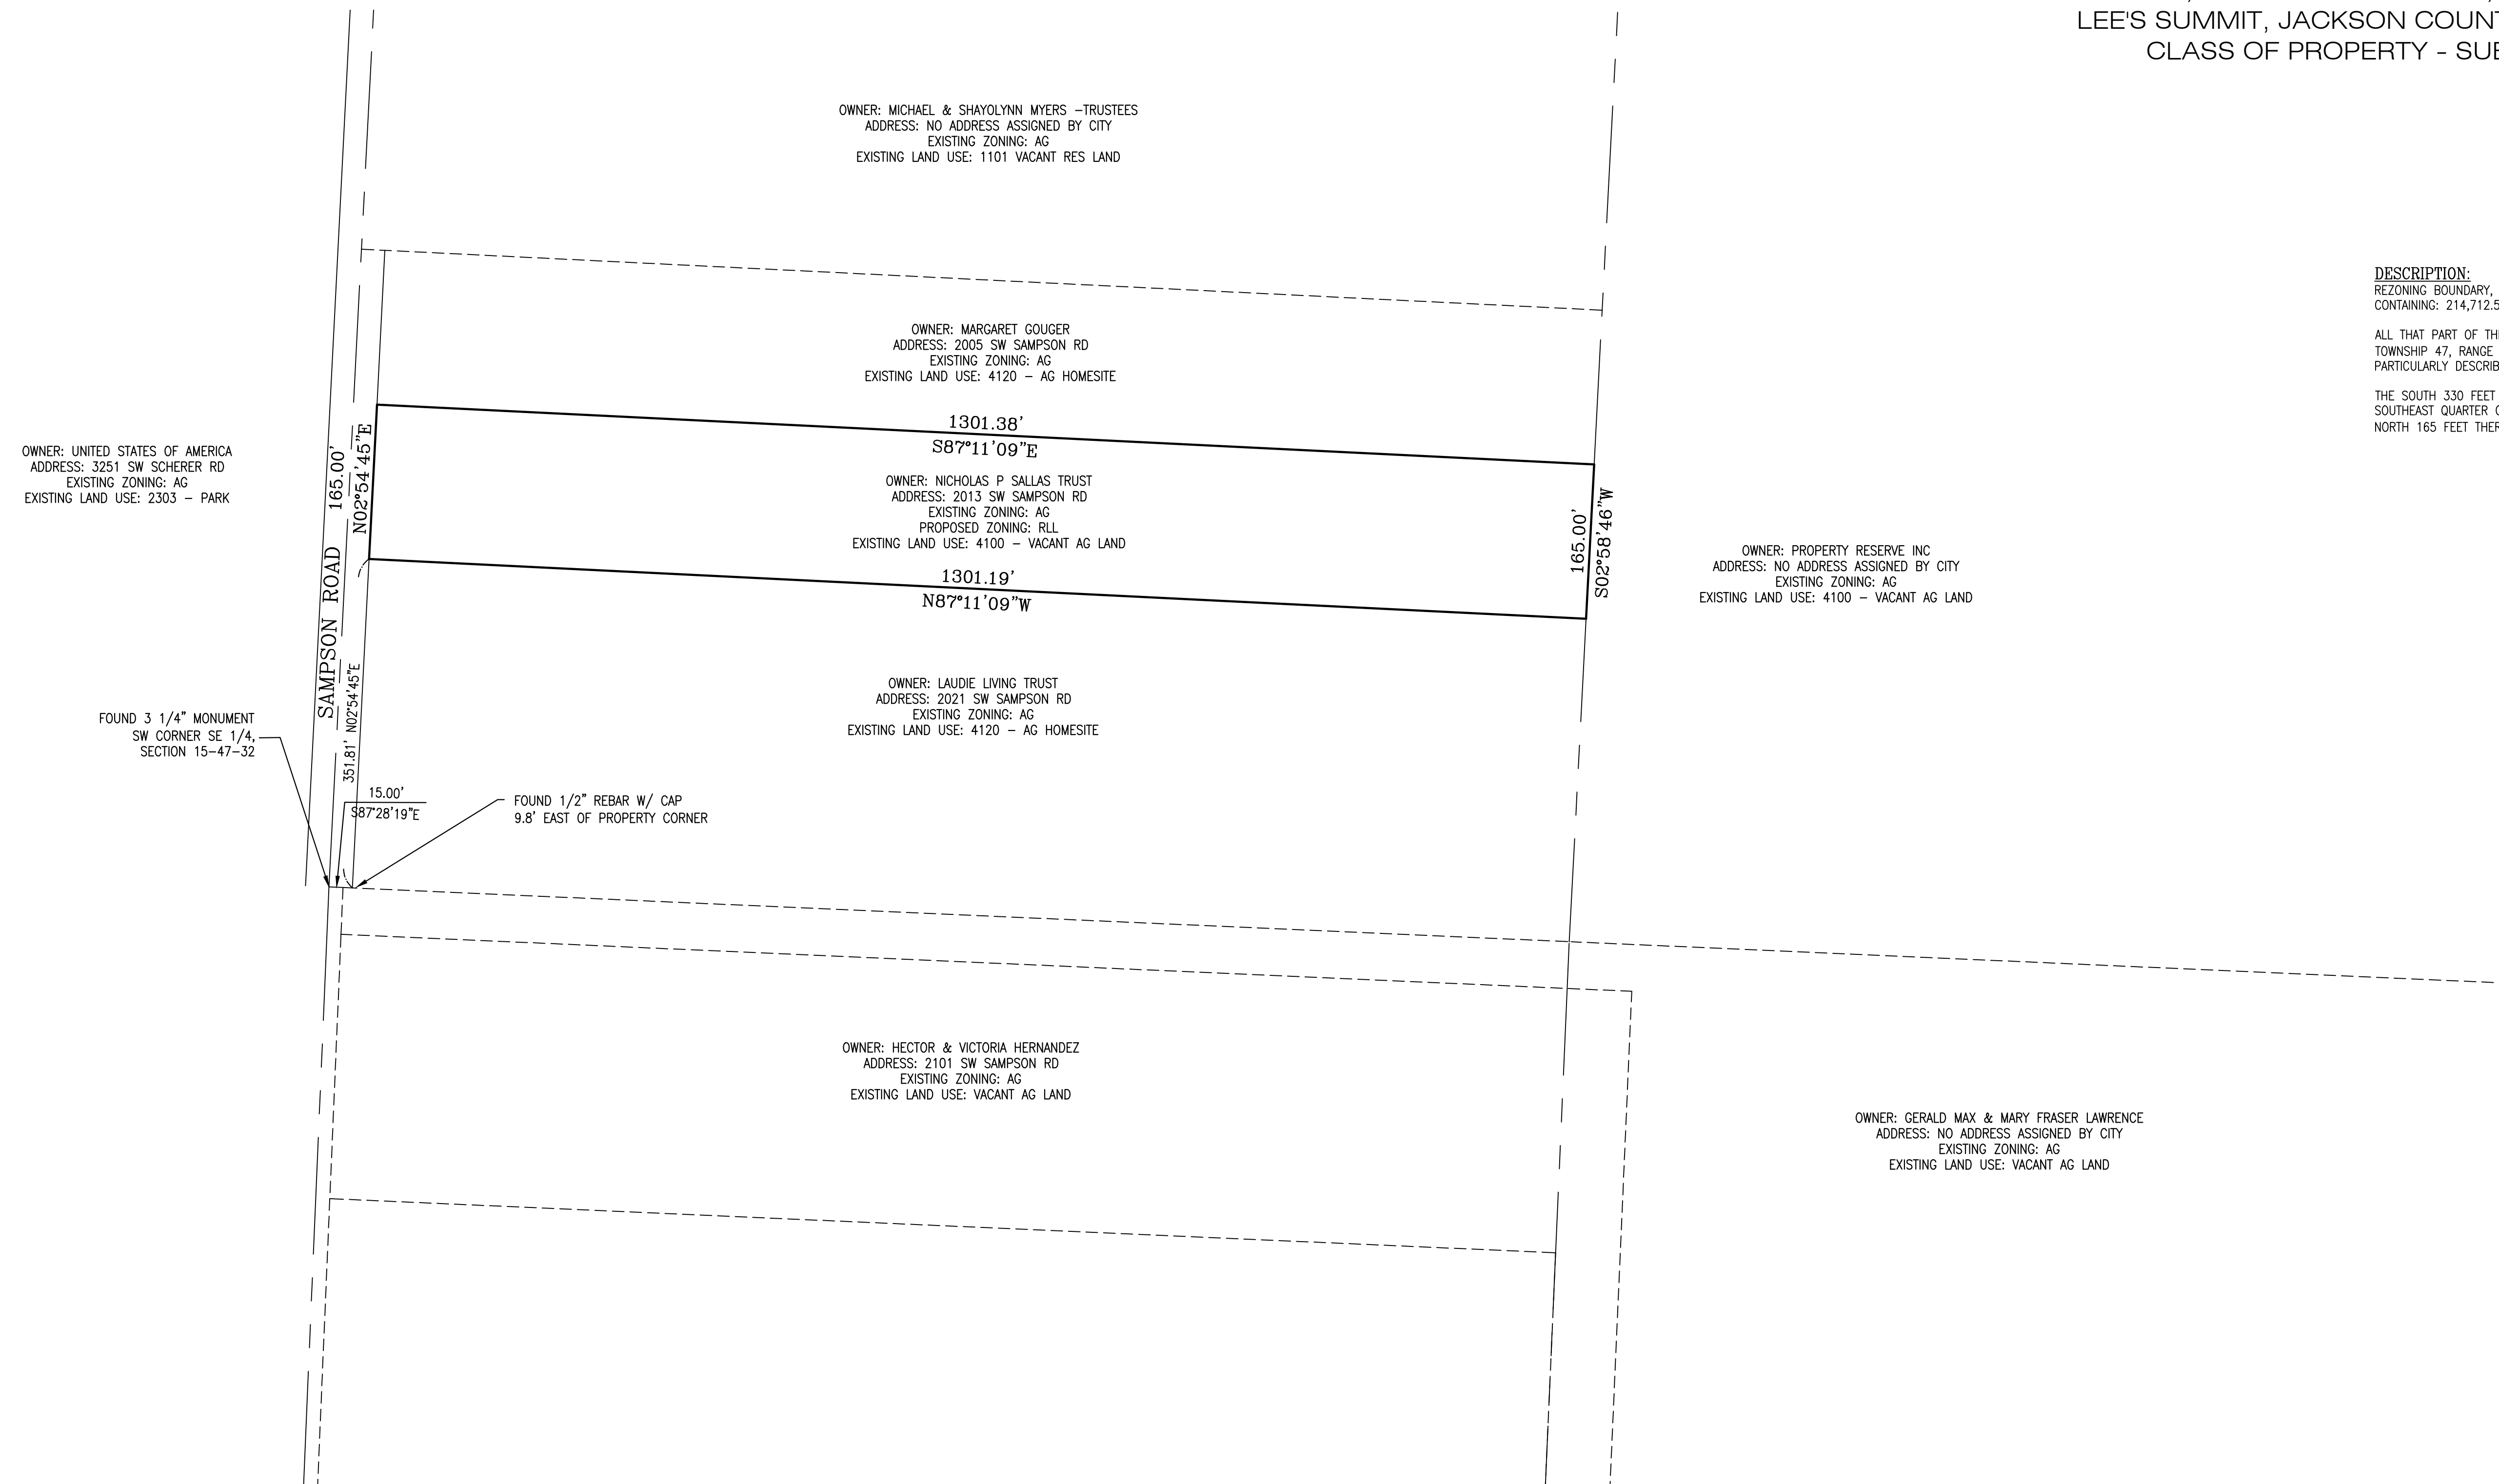 LEE'S SUMMIT, JACKSON COUNT
CLASS OF PROPERTY - SUB
OWNER: MICHAEL & SHAYOLYNN MYERS -TRUSTEES
ADDRESS: NO ADDRESS ASSIGNED BY CITY
EXISTING ZONING: AG
EXISTING LAND USE: 1101 VACANT RES LAND
DESCRIPTION:
REZONING BOUNDARY,
CONTAINING: 214,712.5
ALL THAT PART OF THE
TOWNSHIP 47, RANGE
PARTICULARLY DESCRIB
THE SOUTH 330 FEET
SOUTHEAST QUARTER O
NORTH 165 FEET THER
OWNER: MARGARET GOUGER
ADDRESS: 2005 SW SAMPSON RD
EXISTING ZONING: AG
EXISTING LAND USE: 4120 - AG HOMESITE
1301.38'
S87°11'09"E
OWNER: UNITED STATES OF AMERICA
ADDRESS: 3251 SW SCHERER RD
EXISTING ZONING: AG
EXISTING LAND USE: 2303 - PARK
165.00'
N02°54'45"E
OWNER: NICHOLAS P SALLAS TRUST
ADDRESS: 2013 SW SAMPSON RD
EXISTING ZONING: AG
PROPOSED ZONING: RLL
EXISTING LAND USE: 4100 - VACANT AG LAND
165.00'
S02°58'46"W
1301.19'
N87°11'09"W
OWNER: PROPERTY RESERVE INC
ADDRESS: NO ADDRESS ASSIGNED BY CITY
EXISTING ZONING: AG
EXISTING LAND USE: 4100 - VACANT AG LAND
SAMPSON ROAD
351.81' N02°54'45"E
OWNER: LAUDIE LIVING TRUST
ADDRESS: 2021 SW SAMPSON RD
EXISTING ZONING: AG
EXISTING LAND USE: 4120 - AG HOMESITE
FOUND 3 1/4" MONUMENT
SW CORNER SE 1/4,
SECTION 15-47-32
15.00'
S87°28'19"E
FOUND 1/2" REBAR W/ CAP
9.8' EAST OF PROPERTY CORNER
OWNER: HECTOR & VICTORIA HERNANDEZ
ADDRESS: 2101 SW SAMPSON RD
EXISTING ZONING: AG
EXISTING LAND USE: VACANT AG LAND
OWNER: GERALD MAX & MARY FRASER LAWRENCE
ADDRESS: NO ADDRESS ASSIGNED BY CITY
EXISTING ZONING: AG
EXISTING LAND USE: VACANT AG LAND